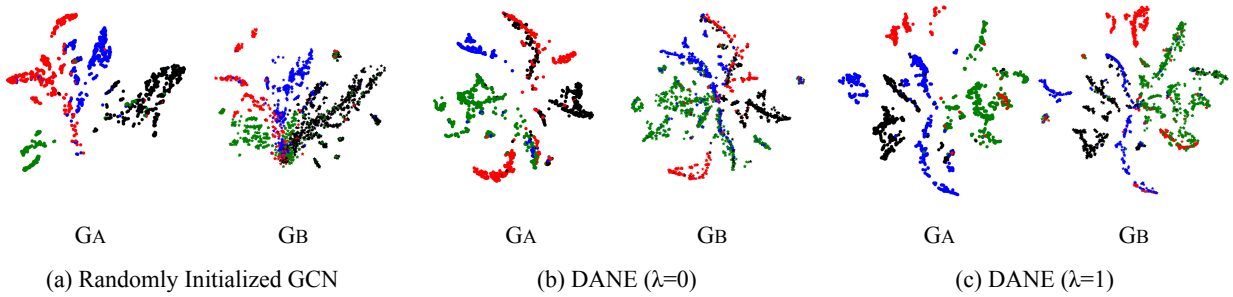 GA GB GA GB GA GB
(a) Randomly Initialized GCN (b) DANE (λ=0) (c) DANE (λ=1)